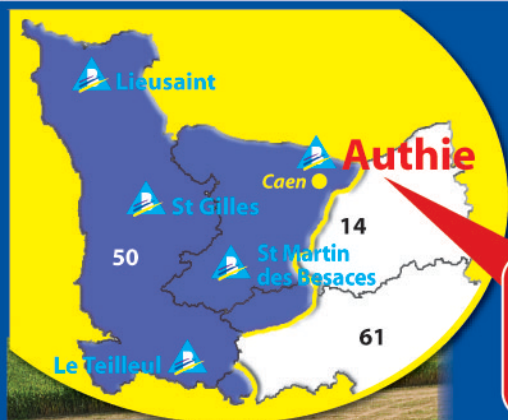 Lieusaint
Authie
Caen
St Gilles
14
50
St Martin
des Besaces
61
Le Teilleul